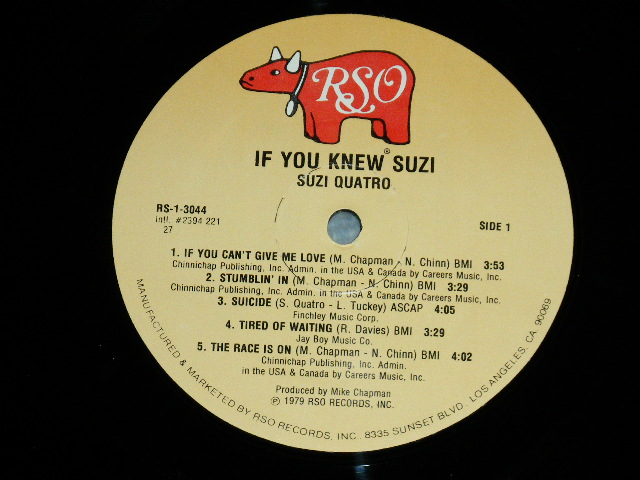 RSO
®
IF YOU KNEW SUZI
SUZI QUATRO
RS-1-3044
Intl. #2394 221
27
SIDE 1
1. IF YOU CAN'T GIVE ME LOVE (M. Chapman - N. Chinn) BMI 3:53
Chinnichap Publishing, Inc. Admin. in the USA & Canada by Careers Music, Inc.
2. STUMBLIN' IN (M. Chapman - N. Chinn) BMI 3:29
Chinnichap Publishing, Inc. Admin. in the USA & Canada by Careers Music, Inc.
3. SUICIDE (S. Quatro - L. Tuckey) ASCAP 4:05
Finchley Music Corp.
4. TIRED OF WAITING (R. Davies) BMI 3:29
Jay Boy Music Co.
5. THE RACE IS ON (M. Chapman - N. Chinn) BMI 4:02
Chinnichap Publishing, Inc. Admin.
in the USA & Canada by Careers Music, Inc.
Produced by Mike Chapman
℗ 1979 RSO RECORDS, INC.
MANUFACTURED & MARKETED BY RSO RECORDS, INC., 8335 SUNSET BLVD., LOS ANGELES, CA. 90069